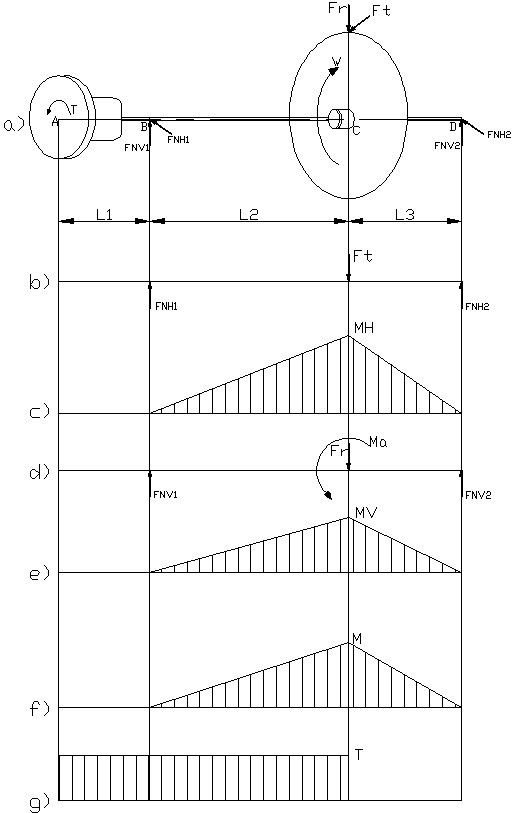 Fr Ft
a) A T B FNV1 FNH1 W C D FNV2 FNH2
L1 L2 L3
b) Ft
FNH1 FNH2
MH
c)
d) Fr Ma
FNV1 FNV2
MV
e)
M
f)
T
g)